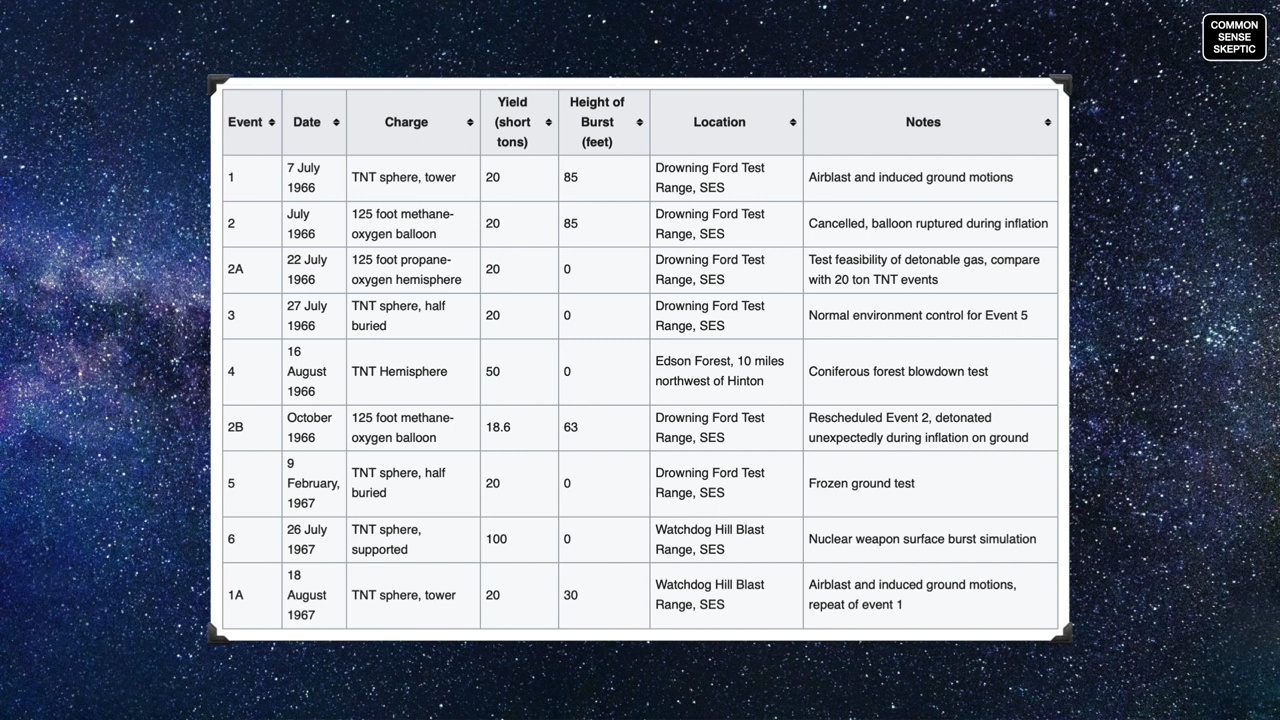 COMMON
SENSE
SKEPTIC
Event Date Charge Yield (short tons) Height of Burst (feet) Location Notes
1 7 July 1966 TNT sphere, tower 20 85 Drowning Ford Test Range, SES Airblast and induced ground motions
2 July 1966 125 foot methane-oxygen balloon 20 85 Drowning Ford Test Range, SES Cancelled, balloon ruptured during inflation
2A 22 July 1966 125 foot propane-oxygen hemisphere 20 0 Drowning Ford Test Range, SES Test feasibility of detonable gas, compare with 20 ton TNT events
3 27 July 1966 TNT sphere, half buried 20 0 Drowning Ford Test Range, SES Normal environment control for Event 5
4 16 August 1966 TNT Hemisphere 50 0 Edson Forest, 10 miles northwest of Hinton Coniferous forest blowdown test
2B October 1966 125 foot methane-oxygen balloon 18.6 63 Drowning Ford Test Range, SES Rescheduled Event 2, detonated unexpectedly during inflation on ground
5 9 February, 1967 TNT sphere, half buried 20 0 Drowning Ford Test Range, SES Frozen ground test
6 26 July 1967 TNT sphere, supported 100 0 Watchdog Hill Blast Range, SES Nuclear weapon surface burst simulation
1A 18 August 1967 TNT sphere, tower 20 30 Watchdog Hill Blast Range, SES Airblast and induced ground motions, repeat of event 1